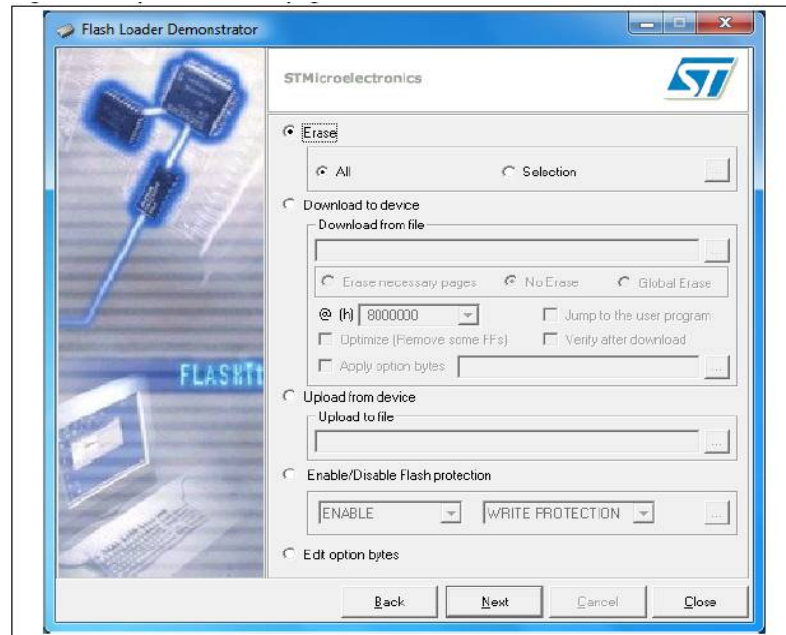 Flash Loader Demonstrator
STMicroelectronics
ST
Erase
All Selection ...
Download to device
Download from file
...
Erase necessary pages No Erase Global Erase
@ (h) 8000000 Jump to the user program
Optimize (Remove some FFs) Verify after download
Apply option bytes ...
FLASHIt
Upload from device
Upload to file
...
Enable/Disable Flash protection
ENABLE WRITE PROTECTION ...
Edit option bytes
Back Next Cancel Close